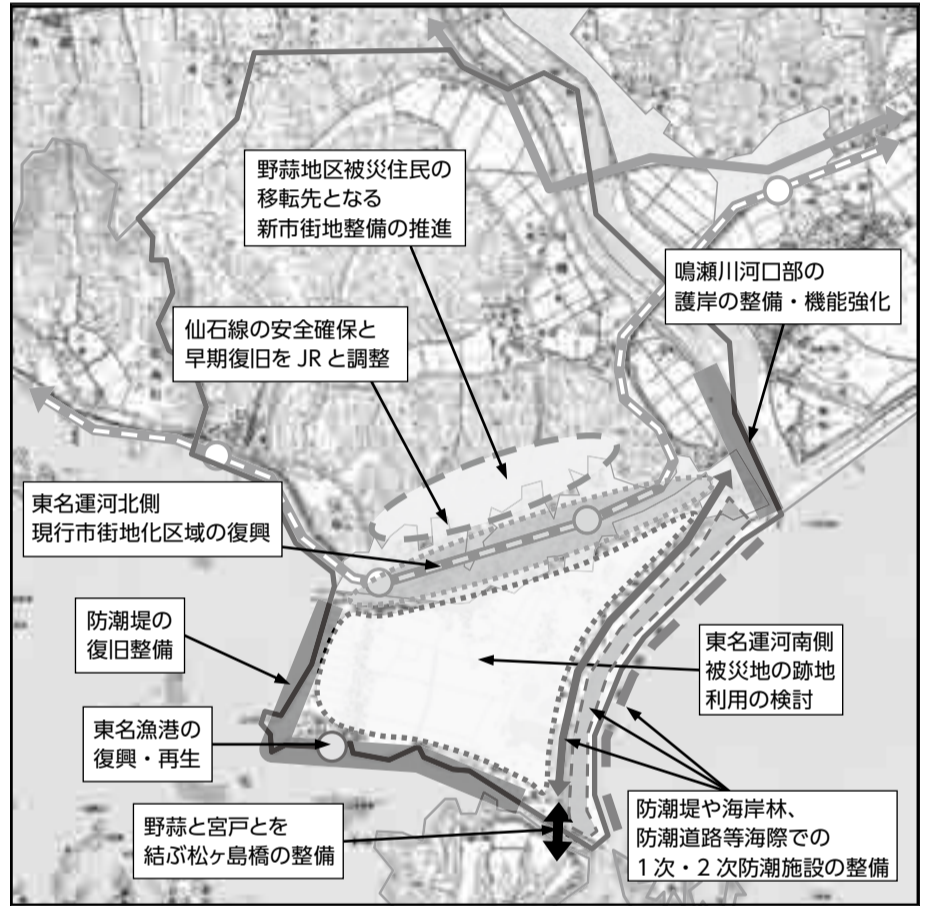 野蒜地区被災住民の
移転先となる
新市街地整備の推進
鳴瀬川河口部の
護岸の整備・機能強化
仙石線の安全確保と
早期復旧を JRと調整
東名運河北側
現行市街地化区域の復興
防潮堤の
復旧整備
東名運河南側
被災地の跡地
利用の検討
東名漁港の
復興・再生
野蒜と宮戸とを
結ぶ松ヶ島橋の整備
防潮堤や海岸林、
防潮道路等海際での
1次・2次防潮施設の整備